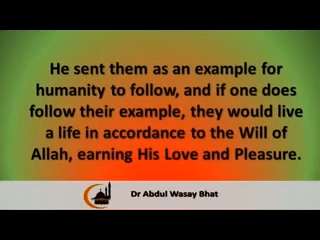 He sent them as an example for
humanity to follow, and if one does
follow their example, they would live
a life in accordance to the Will of
Allah, earning His Love and Pleasure.
Dr Abdul Wasay Bhat